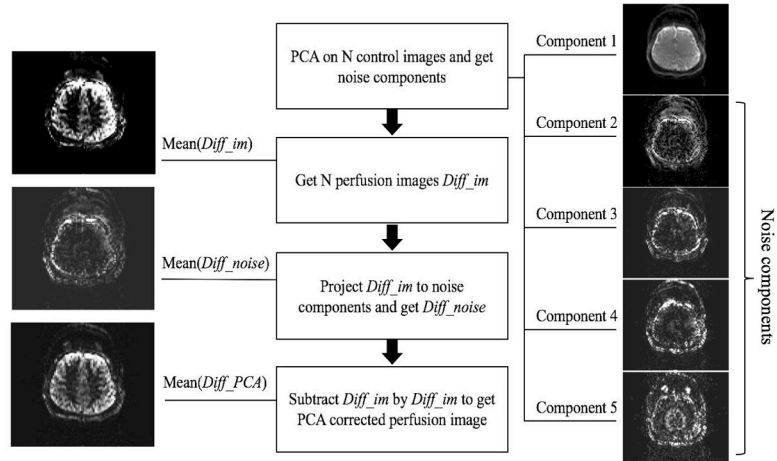 PCA on N control images and get
noise components
Component 1
Component 2
Mean(Diff_im)
Get N perfusion images Diff_im
Component 3
Mean(Diff_noise)
Project Diff_im to noise
components and get Diff_noise
Component 4
Mean(Diff_PCA)
Subtract Diff_im by Diff_im to get
PCA corrected perfusion image
Component 5
Noise components